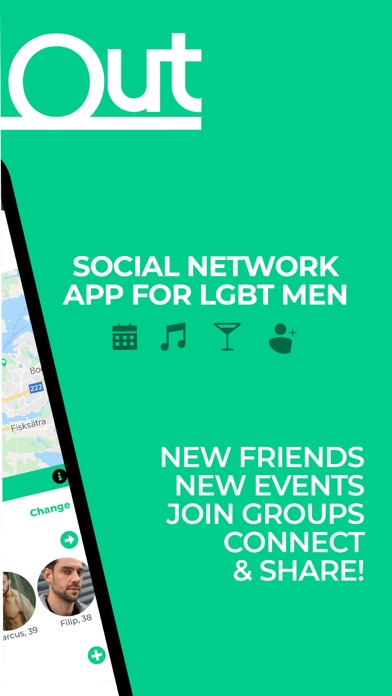 Out
SOCIAL NETWORK
APP FOR LGBT MEN
222
Fisksätra
Change
arcus, 39
Filip, 38
NEW FRIENDS
NEW EVENTS
JOIN GROUPS
CONNECT
& SHARE!